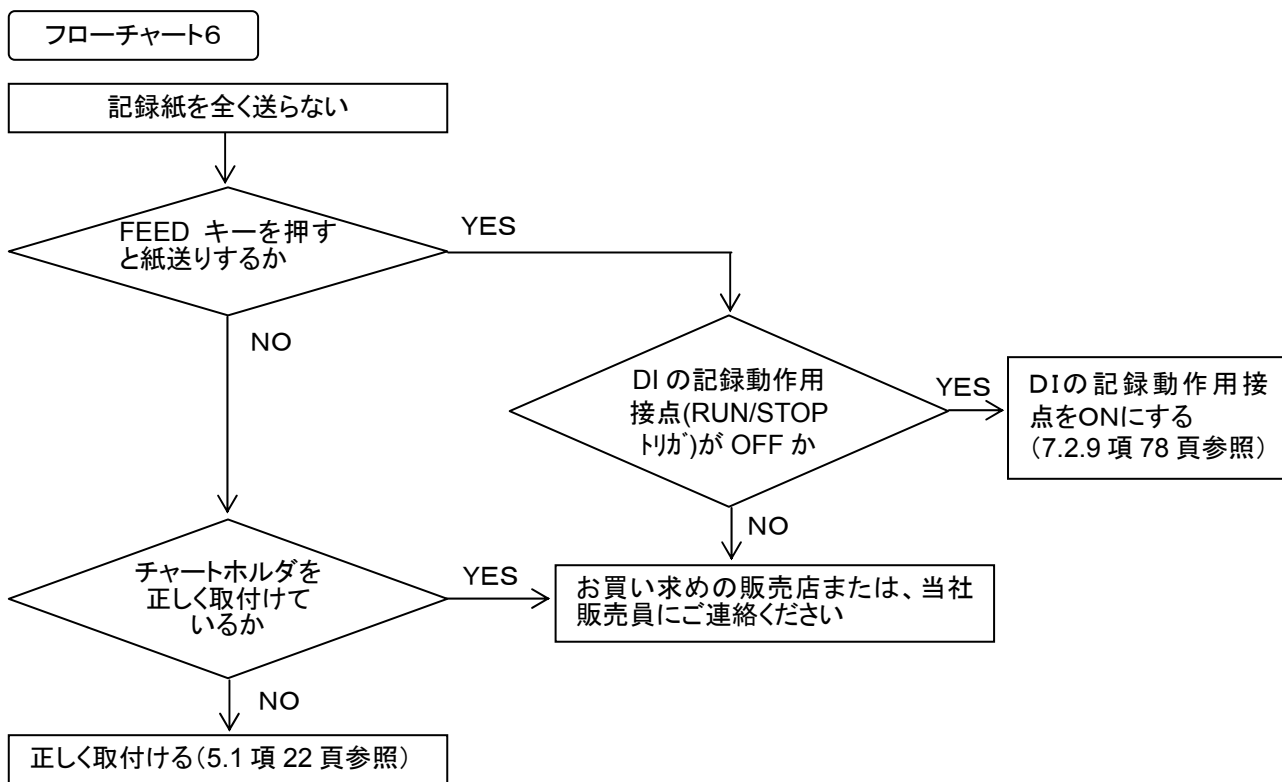 フローチャート6
記録紙を全く送らない
FEED キーを押す
と紙送りするか
YES
NO
DI の記録動作用
接点(RUN/STOP
ﾄﾘｶﾞ)が OFF か
YES
DIの記録動作用接
点をONにする
(7.2.9 項 78 頁参照)
NO
チャートホルダを
正しく取付けて
いるか
YES
お買い求めの販売店または、当社
販売員にご連絡ください
NO
正しく取付ける(5.1 項 22 頁参照)